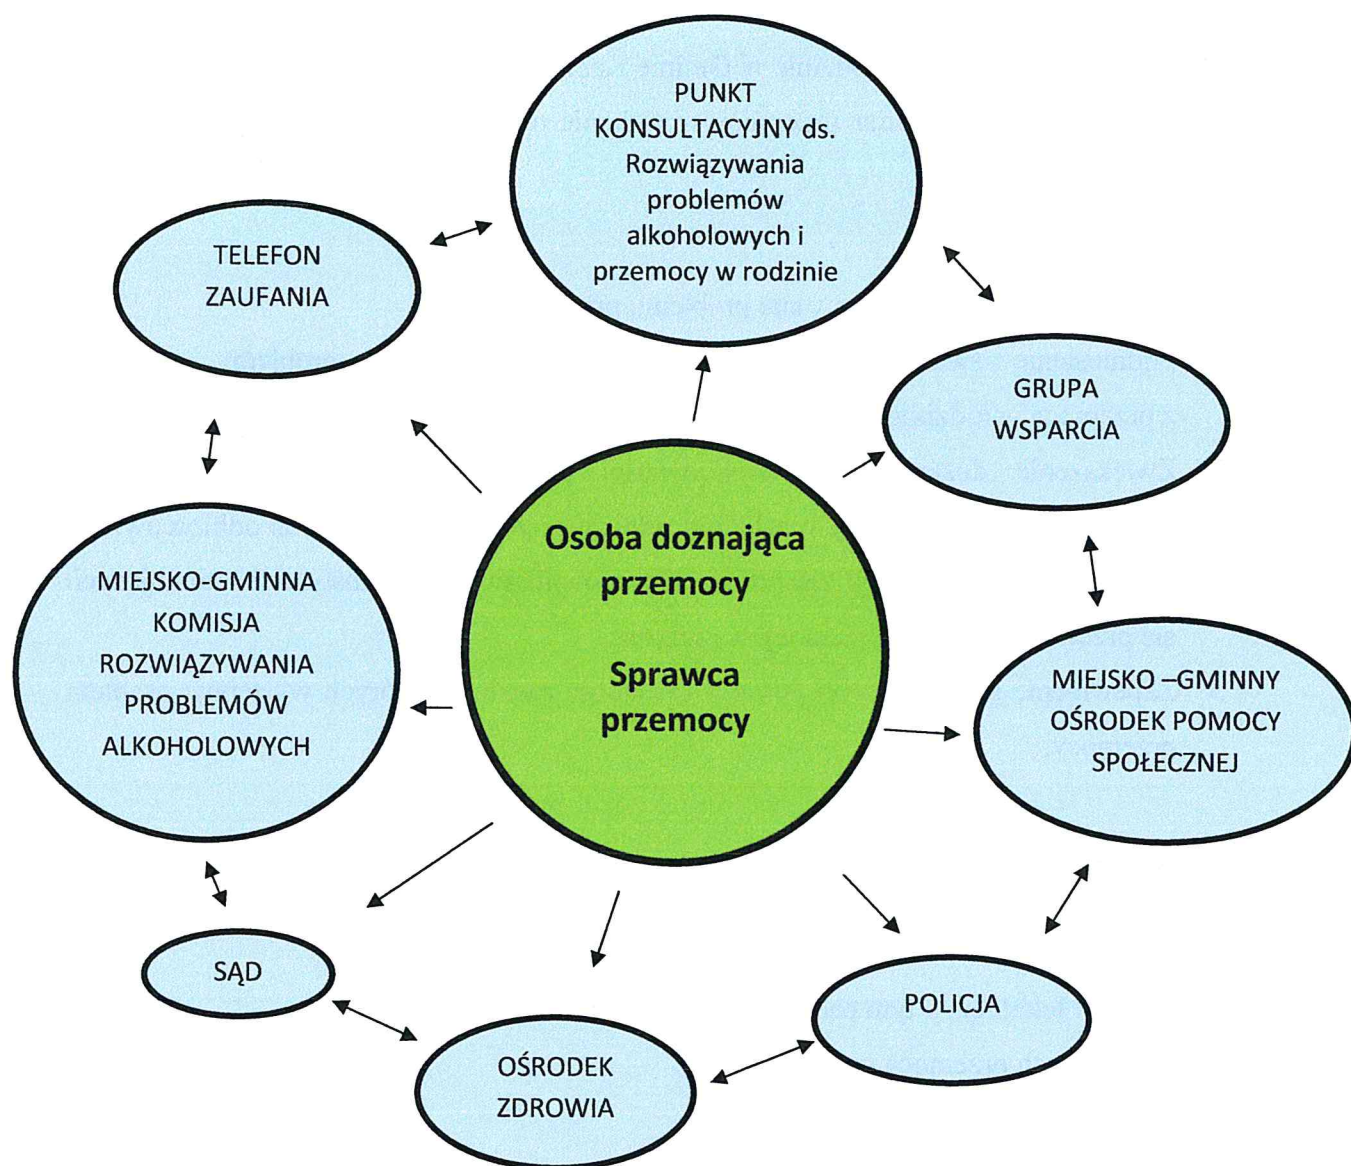 PUNKT
KONSULTACYJNY ds.
Rozwiązywania
problemów
alkoholowych i
przemocy w rodzinie
TELEFON
ZAUFANIA
GRUPA
WSPARCIA
Osoba doznająca
przemocy
Sprawca
przemocy
MIEJSKO-GMINNA
KOMISJA
ROZWIĄZYWANIA
PROBLEMÓW
ALKOHOLOWYCH
MIEJSKO –GMINNY
OŚRODEK POMOCY
SPOŁECZNEJ
SĄD
POLICJA
OŚRODEK
ZDROWIA